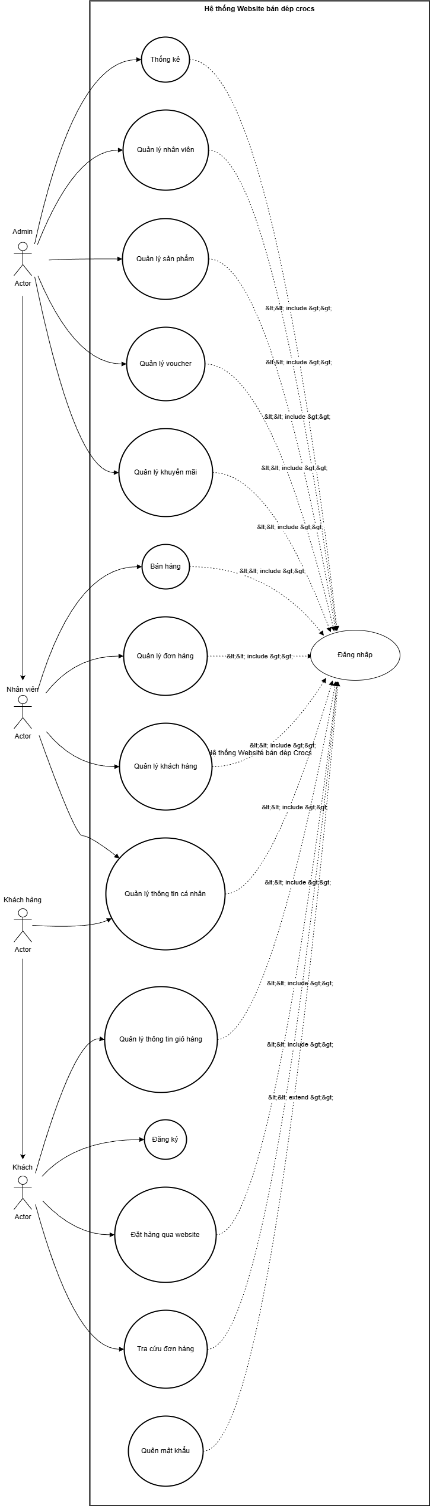 Hệ thống Website bán dép crocs
Thống kê
Quản lý nhân viên
Admin
Actor
Quản lý sản phẩm
&lt;&lt; include &gt;&gt;
Quản lý voucher
&lt;&lt; include &gt;&gt;
&lt;&lt; include &gt;&gt;
Quản lý khuyến mãi
&lt;&lt; include &gt;&gt;
&lt;&lt; include &gt;&gt;
Bán hàng
&lt;&lt; include &gt;&gt;
Quản lý đơn hàng
&lt;&lt; include &gt;&gt;
Đăng nhập
Nhân viên
Actor
&lt;&lt; include &gt;&gt;
Hệ thống Website bán dép Crocs
Quản lý khách hàng
&lt;&lt; include &gt;&gt;
&lt;&lt; include &gt;&gt;
Quản lý thông tin cá nhân
Khách hàng
Actor
&lt;&lt; include &gt;&gt;
Quản lý thông tin giỏ hàng
&lt;&lt; include &gt;&gt;
&lt;&lt; extend &gt;&gt;
Đăng ký
Khách
Actor
Đặt hàng qua website
Tra cứu đơn hàng
Quên mật khẩu